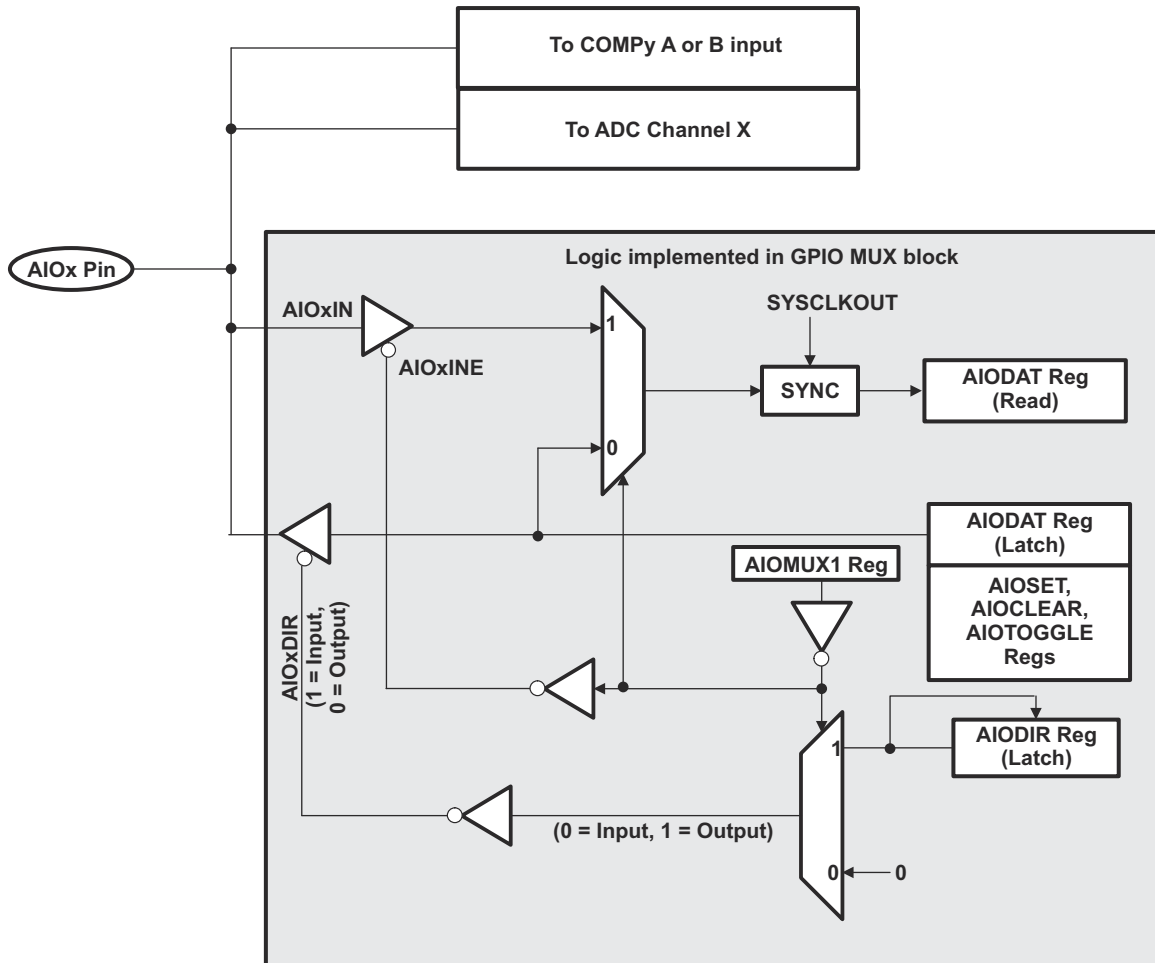 To COMPy A or B input
To ADC Channel X
AIOx Pin
Logic implemented in GPIO MUX block
SYSCLKOUT
AIOxIN
1
AIOxINE
SYNC
AIODAT Reg
(Read)
0
AIODAT Reg
(Latch)
AIOMUX1 Reg
AIOSET,
AIOCLEAR,
AIOTOGGLE
Regs
AIOxDIR
(1 = Input,
0 = Output)
1
AIODIR Reg
(Latch)
(0 = Input, 1 = Output)
0
0